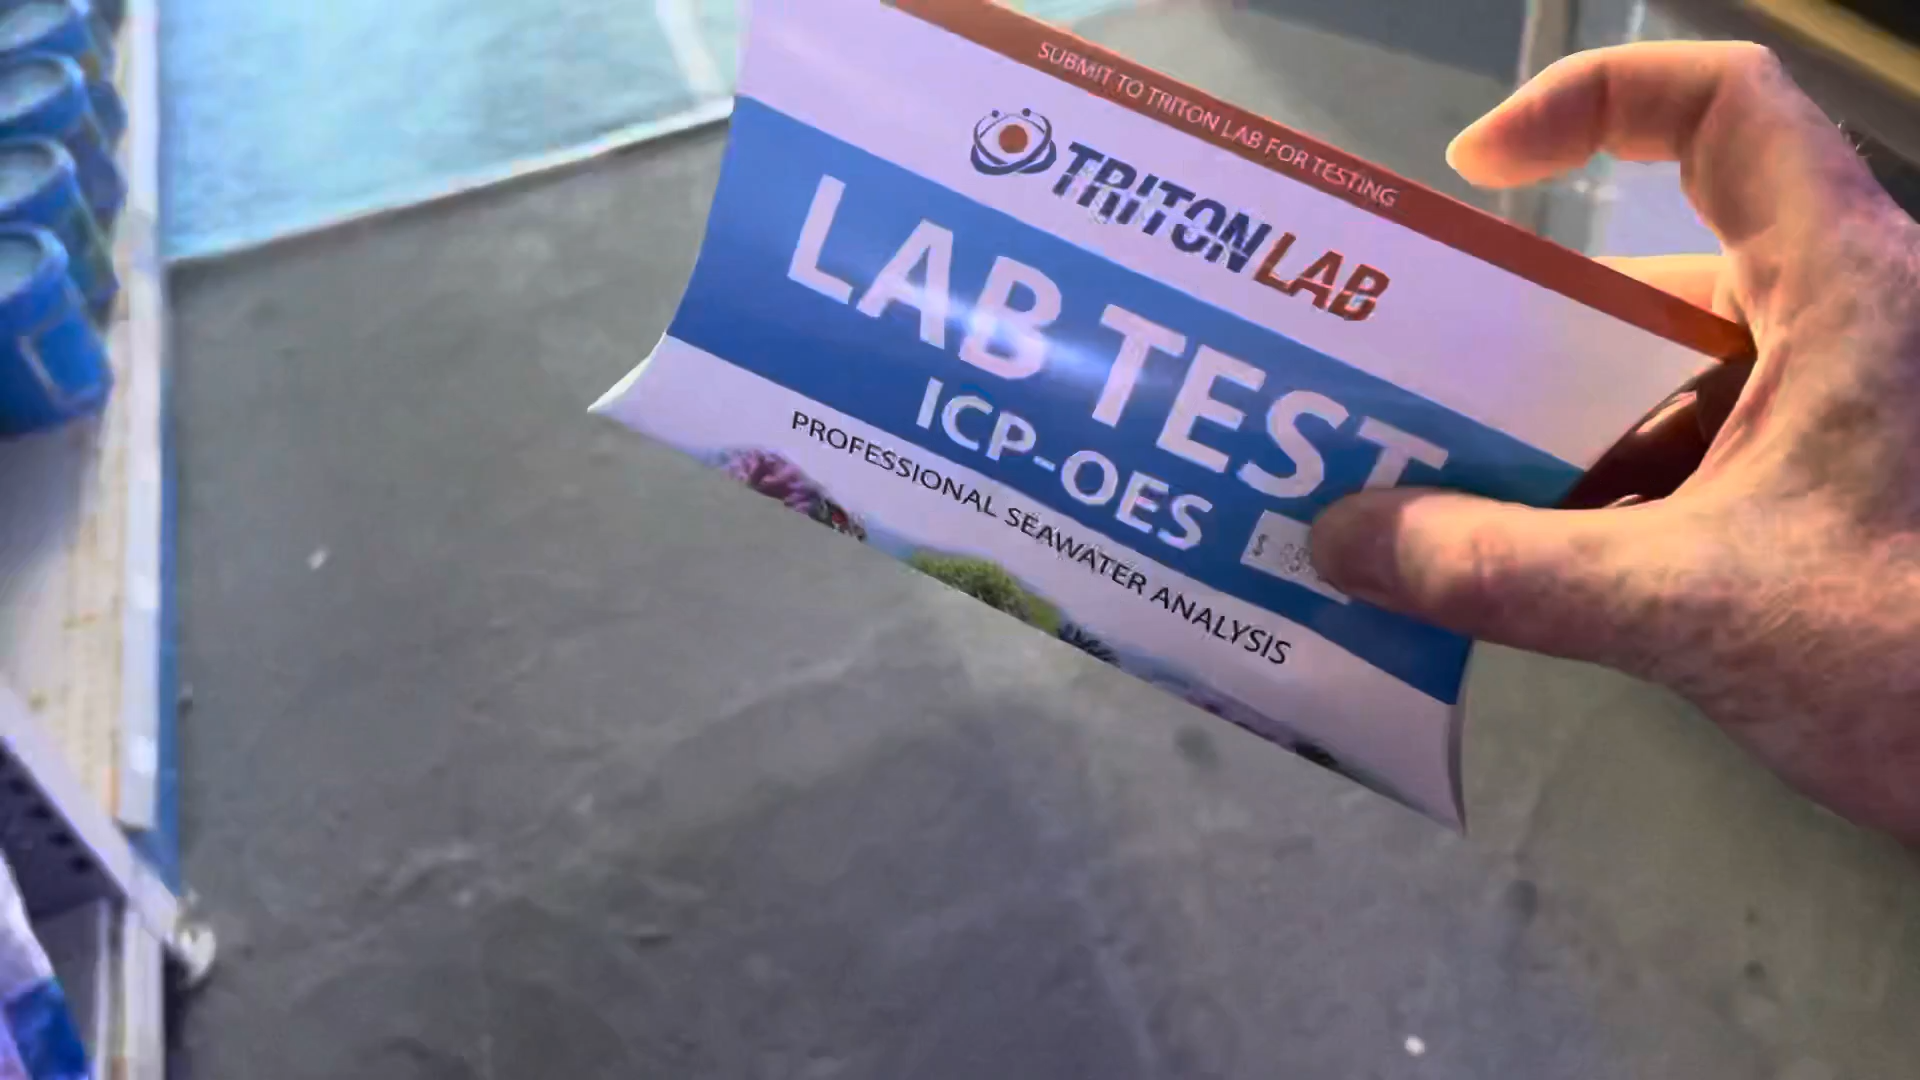 SUBMIT TO TRITON LAB FOR TESTING
TRITON LAB
LAB TEST
ICP-OES
PROFESSIONAL SEAWATER ANALYSIS